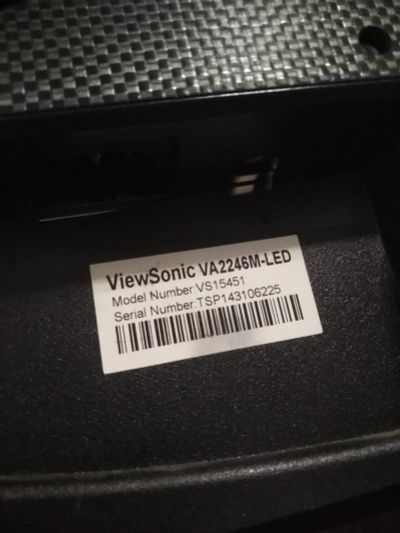 ViewSonic VA2246M-LED
Model Number:VS15451
Serial Number:TSP143106225